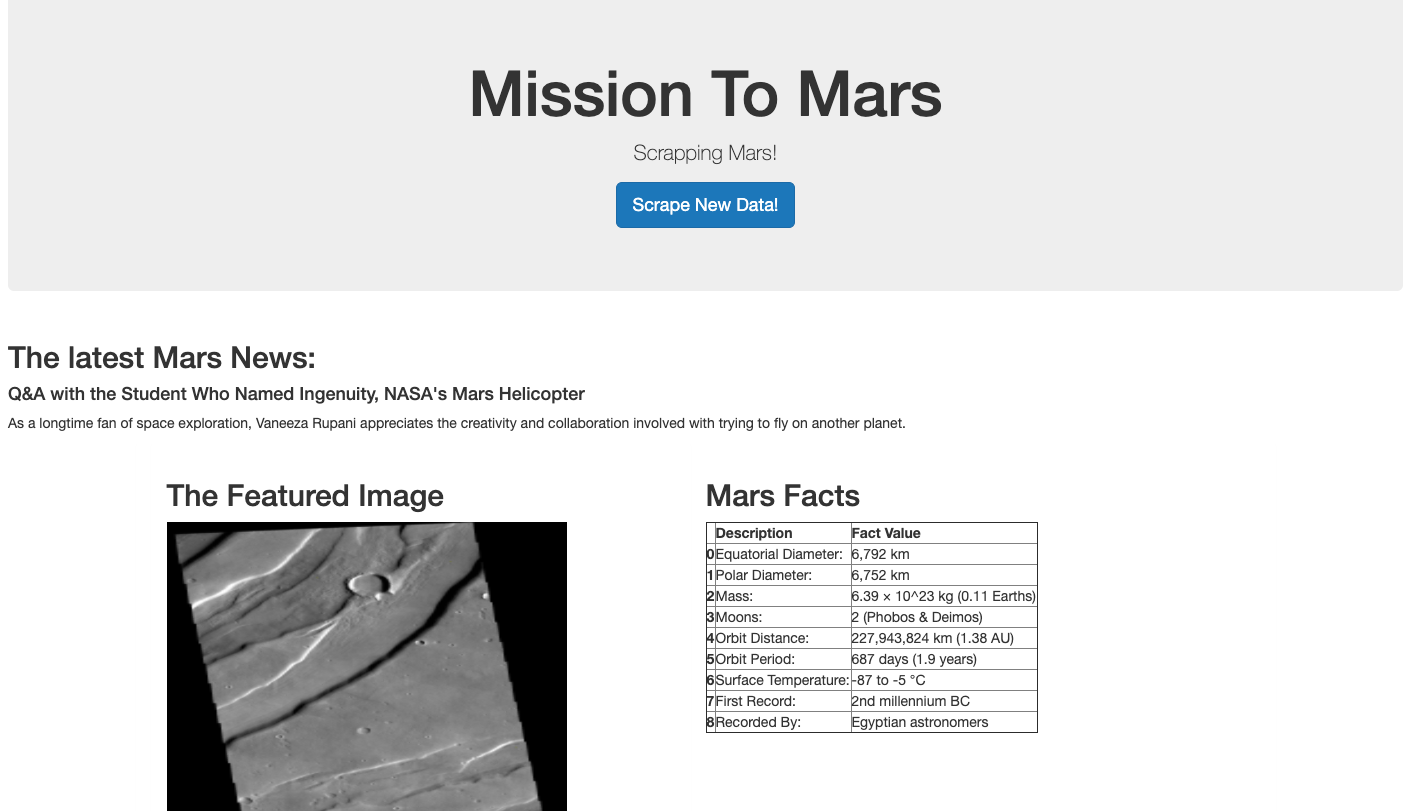 Mission To Mars
Scrapping Mars!
Scrape New Data!
The latest Mars News:
Q&A with the Student Who Named Ingenuity, NASA's Mars Helicopter
As a longtime fan of space exploration, Vaneeza Rupani appreciates the creativity and collaboration involved with trying to fly on another planet.
The Featured Image
Mars Facts
Description Fact Value
0 Equatorial Diameter: 6,792 km
1 Polar Diameter: 6,752 km
2 Mass: 6.39 × 10^23 kg (0.11 Earths)
3 Moons: 2 (Phobos & Deimos)
4 Orbit Distance: 227,943,824 km (1.38 AU)
5 Orbit Period: 687 days (1.9 years)
6 Surface Temperature: -87 to -5 °C
7 First Record: 2nd millennium BC
8 Recorded By: Egyptian astronomers